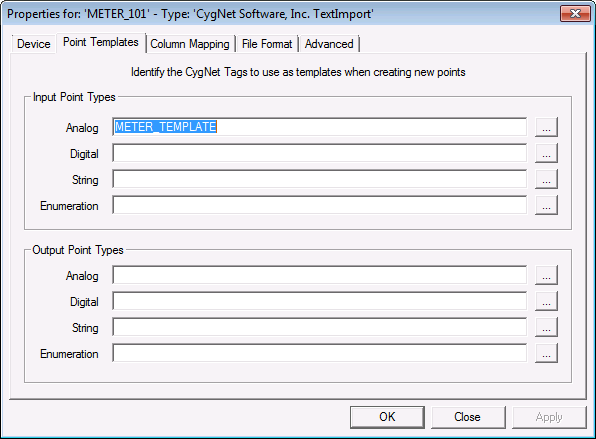 Properties for: 'METER_101' - Type: 'CygNet Software, Inc. TextImport'
Device Point Templates Column Mapping File Format Advanced
Identify the CygNet Tags to use as templates when creating new points
Input Point Types
Analog METER_TEMPLATE ...
Digital ...
String ...
Enumeration ...
Output Point Types
Analog ...
Digital ...
String ...
Enumeration ...
OK Close Apply